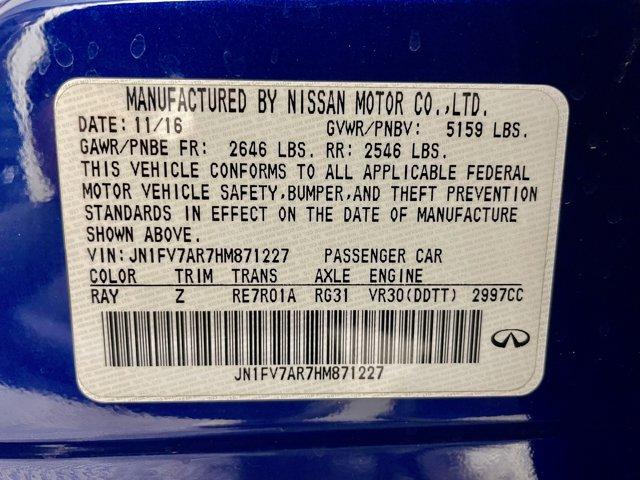 MANUFACTURED BY NISSAN MOTOR CO.,LTD.
DATE: 11/16 GVWR/PNBV: 5159 LBS.
GAWR/PNBE FR: 2646 LBS. RR: 2546 LBS.
THIS VEHICLE CONFORMS TO ALL APPLICABLE FEDERAL
MOTOR VEHICLE SAFETY,BUMPER,AND THEFT PREVENTION
STANDARDS IN EFFECT ON THE DATE OF MANUFACTURE
SHOWN ABOVE.
VIN:JN1FV7AR7HM871227 PASSENGER CAR
COLOR TRIM TRANS AXLE ENGINE
RAY Z RE7R01A RG31 VR30(DDTT) 2997CC
JN1FV7AR7HM871227